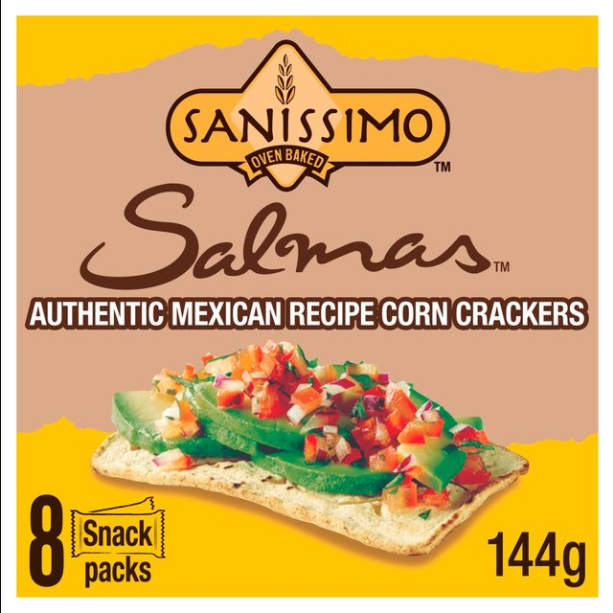 SANISSIMO
OVEN BAKED
TM
Salmas
TM
AUTHENTIC MEXICAN RECIPE CORN CRACKERS
8 Snack packs
144g